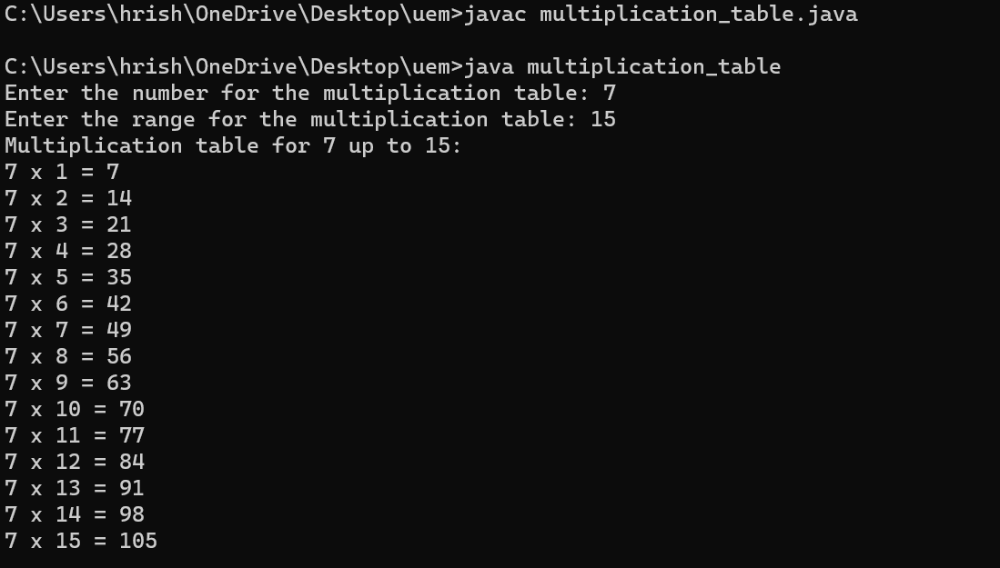 C:\Users\hrish\OneDrive\Desktop\uem>javac multiplication_table.java
C:\Users\hrish\OneDrive\Desktop\uem>java multiplication_table
Enter the number for the multiplication table: 7
Enter the range for the multiplication table: 15
Multiplication table for 7 up to 15:
7 x 1 = 7
7 x 2 = 14
7 x 3 = 21
7 x 4 = 28
7 x 5 = 35
7 x 6 = 42
7 x 7 = 49
7 x 8 = 56
7 x 9 = 63
7 x 10 = 70
7 x 11 = 77
7 x 12 = 84
7 x 13 = 91
7 x 14 = 98
7 x 15 = 105